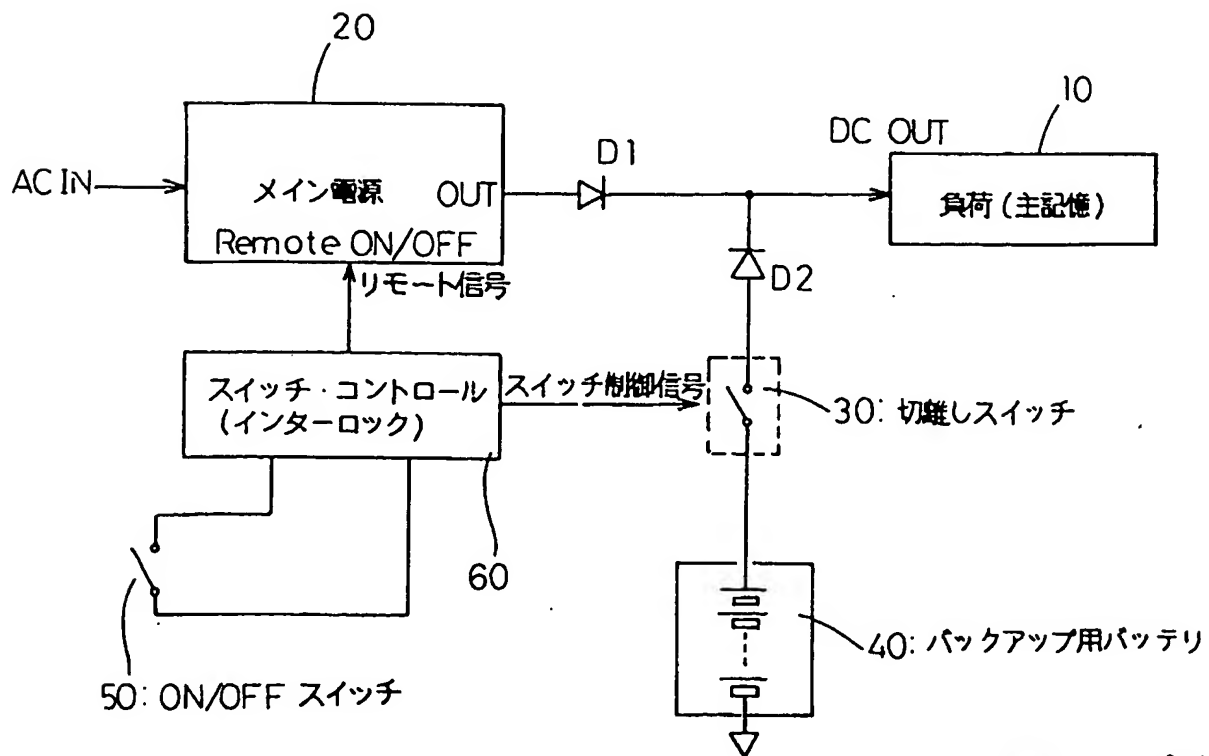 20
10
DC OUT
D1
AC IN
メイン電源
OUT
負荷(主記憶)
Remote ON/OFF
リモート信号
D2
スイッチ・コントロール
(インターロック)
スイッチ制御信号
30: 切離しスイッチ
60
40: バックアップ用バッテリ
50: ON/OFF スイッチ